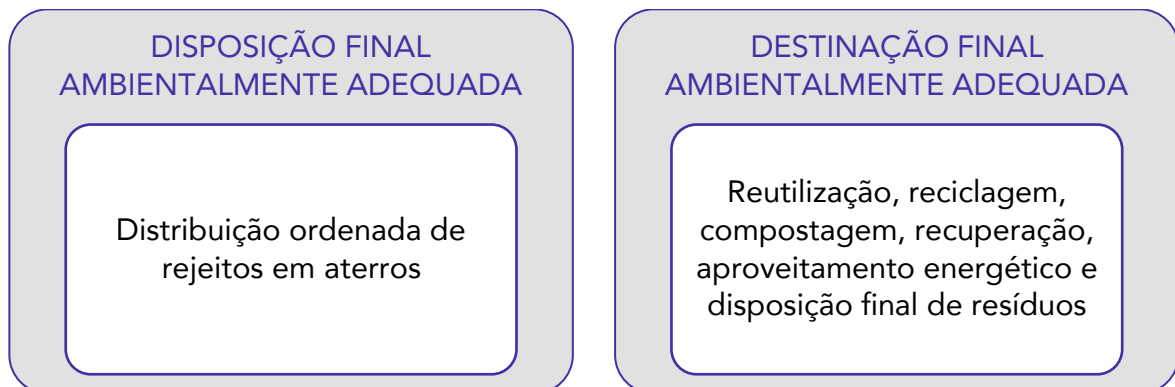 DISPOSIÇÃO FINAL
AMBIENTALMENTE ADEQUADA
Distribuição ordenada de
rejeitos em aterros
DESTINAÇÃO FINAL
AMBIENTALMENTE ADEQUADA
Reutilização, reciclagem,
compostagem, recuperação,
aproveitamento energético e
disposição final de resíduos